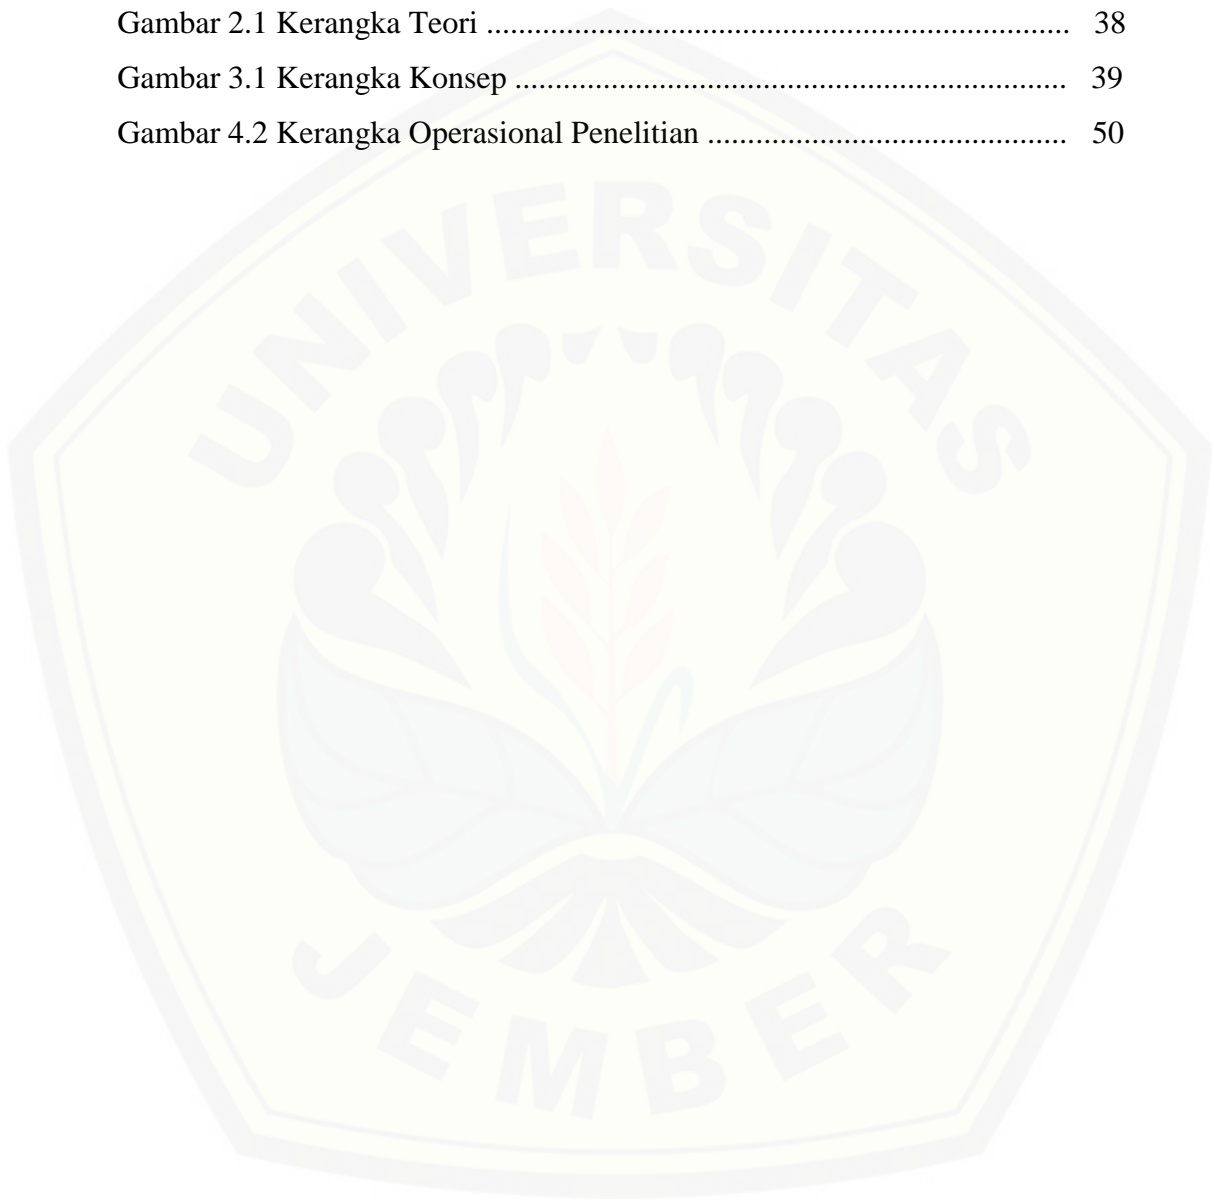 Gambar 2.1 Kerangka Teori ........................................................................ 38
Gambar 3.1 Kerangka Konsep .................................................................... 39
Gambar 4.2 Kerangka Operasional Penelitian ............................................ 50
UNIVERSITAS
JEMBER